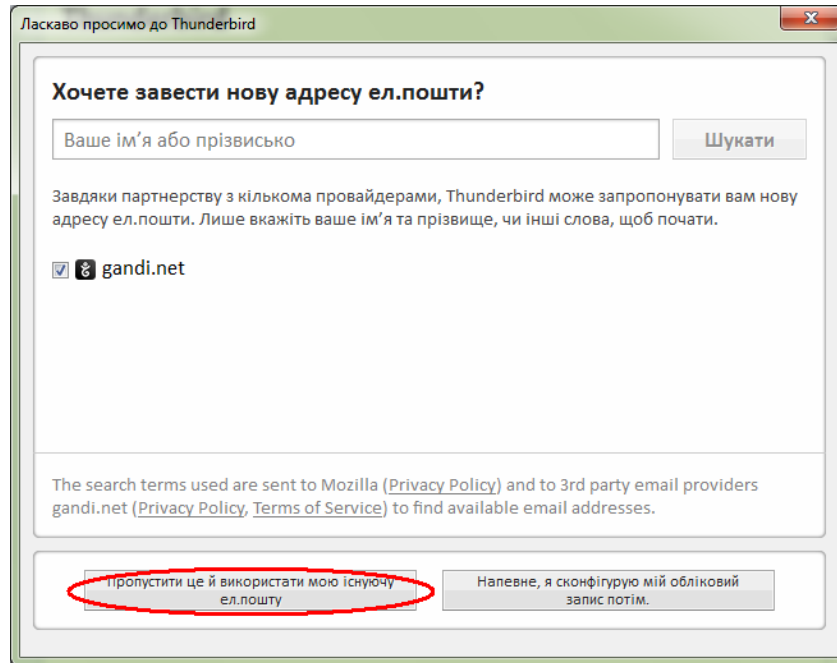 Ласкаво просимо до Thunderbird
Хочете завести нову адресу ел.пошти?
Ваше ім’я або прізвисько
Шукати
Завдяки партнерству з кількома провайдерами, Thunderbird може запропонувати вам нову
адресу ел.пошти. Лише вкажіть ваше ім’я та прізвище, чи інші слова, щоб почати.
gandi.net
The search terms used are sent to Mozilla (Privacy Policy) and to 3rd party email providers
gandi.net (Privacy Policy, Terms of Service) to find available email addresses.
Пропустити це й використати мою існуючу
ел.пошту
Напевне, я сконфігурую мій обліковий
запис потім.